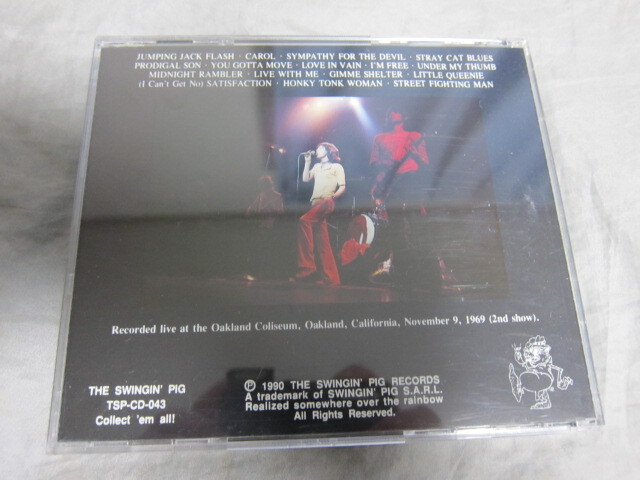 JUMPING JACK FLASH · CAROL · SYMPATHY FOR THE DEVIL · STRAY CAT BLUES
PRODIGAL SON · YOU GOTTA MOVE · LOVE IN VAIN · I'M FREE · UNDER MY THUMB
MIDNIGHT RAMBLER · LIVE WITH ME · GIMME SHELTER · LITTLE QUEENIE
(I Can't Get No) SATISFACTION · HONKY TONK WOMAN · STREET FIGHTING MAN
Recorded live at the Oakland Coliseum, Oakland, California, November 9, 1969 (2nd show).
THE SWINGIN' PIG
TSP-CD-043
Collect 'em all!
℗ 1990 THE SWINGIN' PIG RECORDS
A trademark of SWINGIN' PIG S.A.R.L.
Realized somewhere over the rainbow
All Rights Reserved.